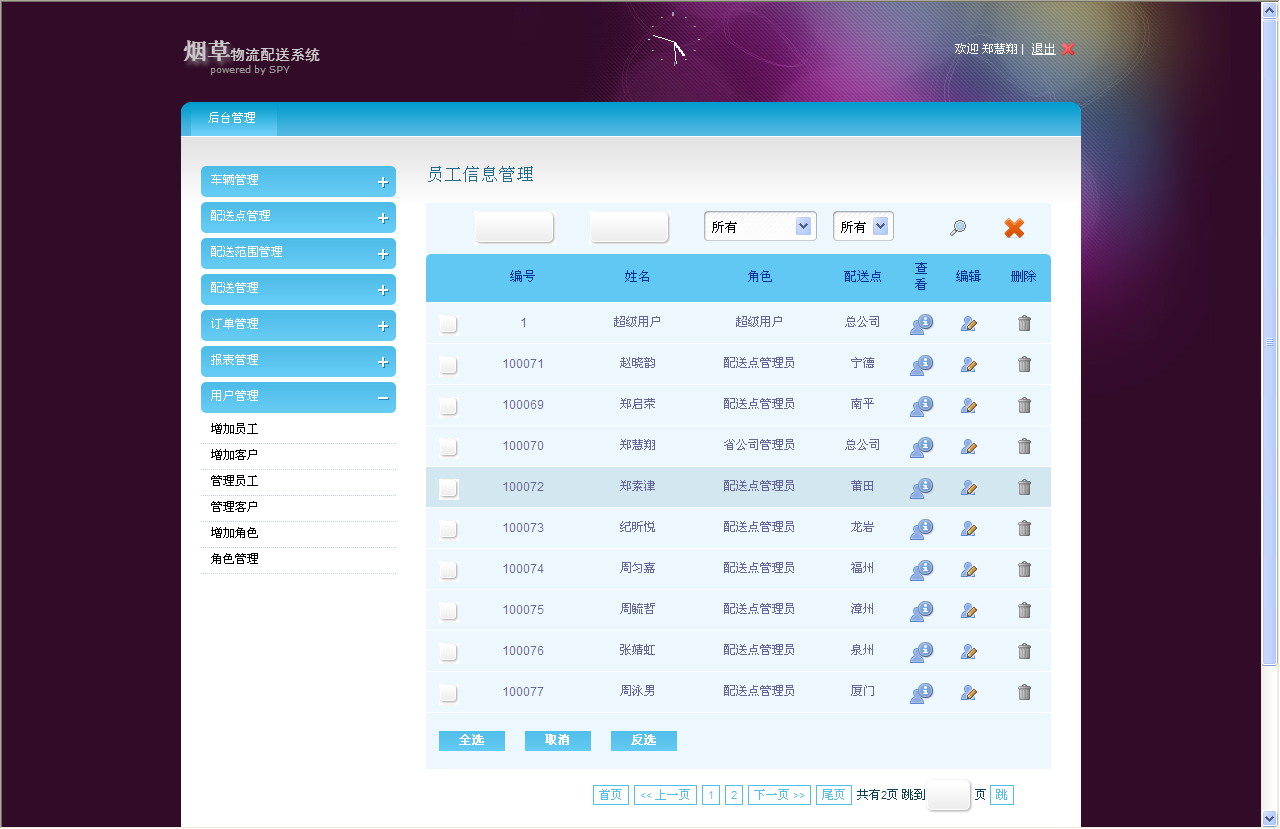 烟草物流配送系统
powered by SPY
欢迎 郑慧翔 | 退出
后台管理
车辆管理
配送点管理
配送范围管理
配送管理
订单管理
报表管理
用户管理
增加员工
增加客户
管理员工
管理客户
增加角色
角色管理
员工信息管理
所有 所有
编号 姓名 角色 配送点 查看 编辑 删除
1 超级用户 超级用户 总公司
100071 赵晓韵 配送点管理员 宁德
100069 郑启荣 配送点管理员 南平
100070 郑慧翔 省公司管理员 总公司
100072 郑素津 配送点管理员 莆田
100073 纪昕悦 配送点管理员 龙岩
100074 周匀嘉 配送点管理员 福州
100075 周毓哲 配送点管理员 漳州
100076 张婧虹 配送点管理员 泉州
100077 周泳男 配送点管理员 厦门
全选 取消 反选
首页 << 上一页 1 2 下一页 >> 尾页 共有2页 跳到 页 跳